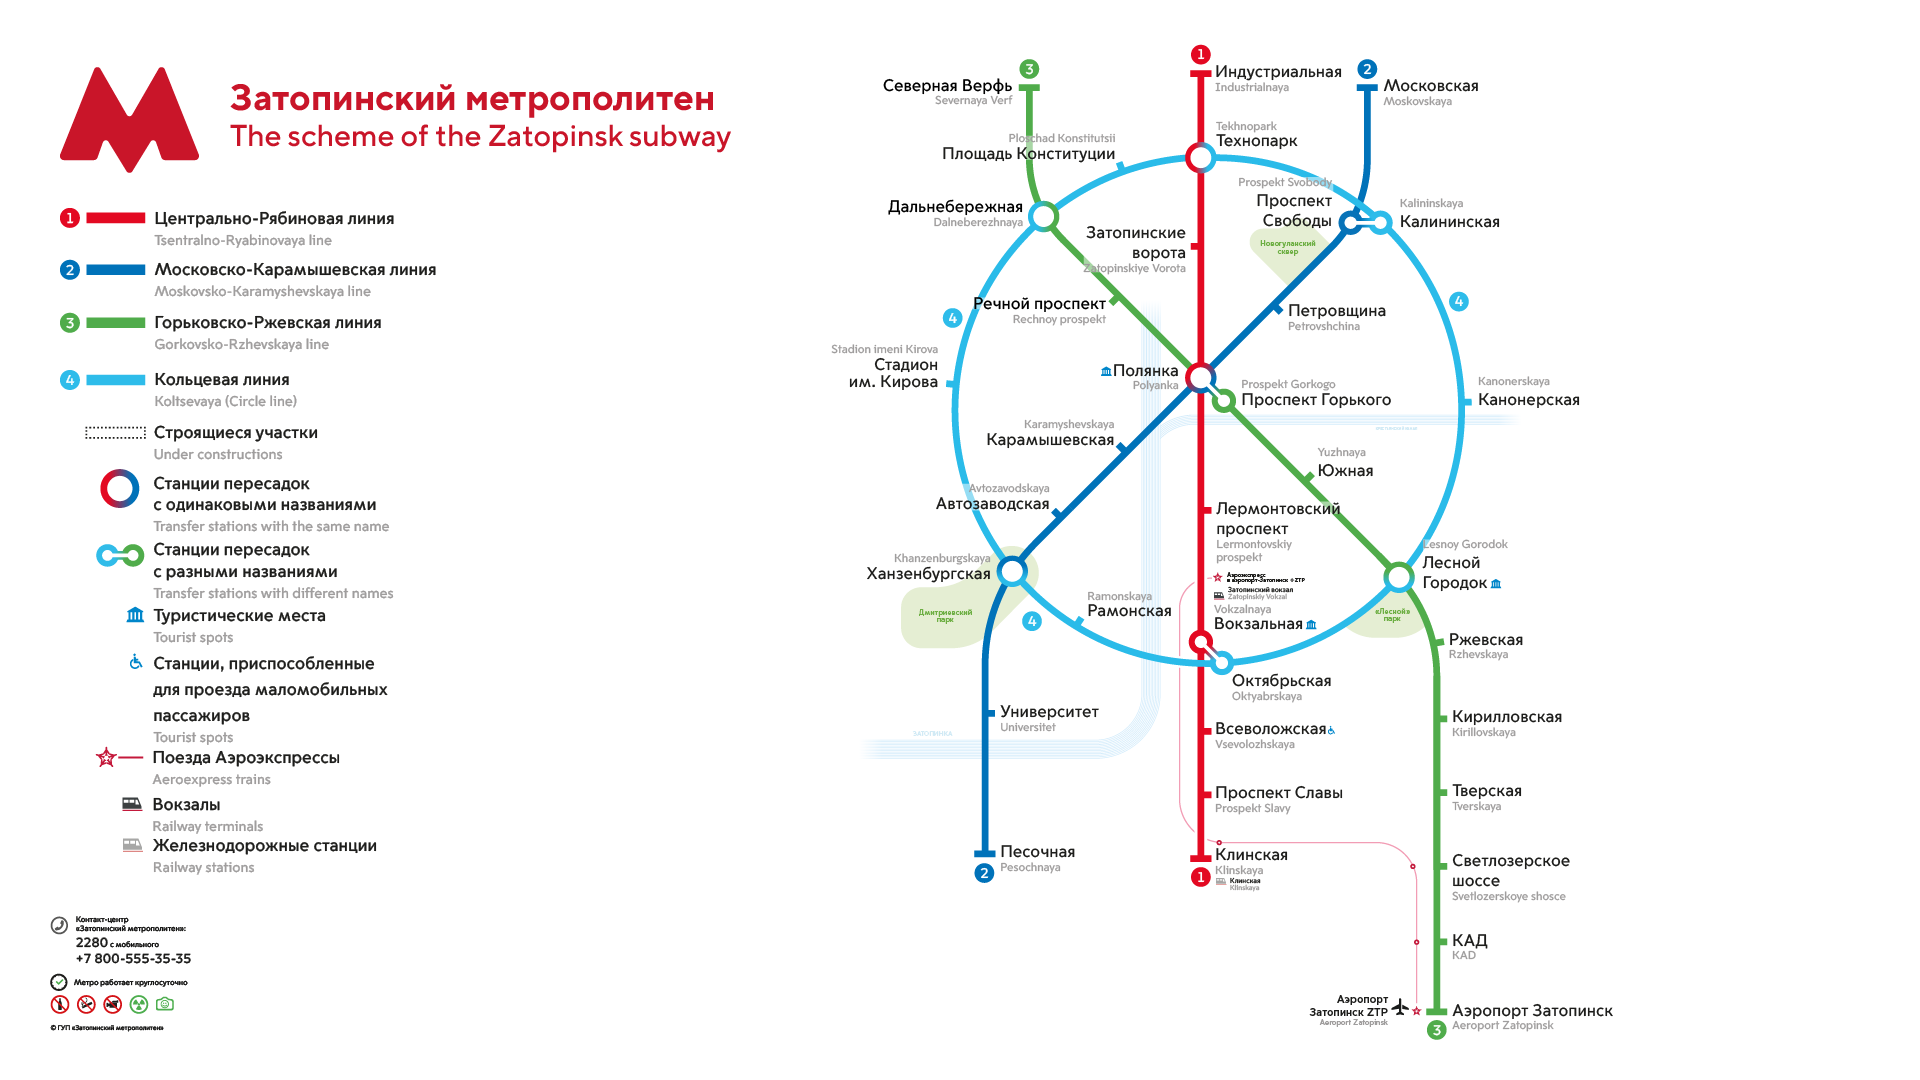 Затопинский метрополитен
The scheme of the Zatopinsk subway
1
Центрально-Рябиновая линия
Tsentralno-Ryabinovaya line
2
Московско-Карамышевская линия
Moskovsko-Karamyshevskaya line
3
Горьковско-Ржевская линия
Gorkovsko-Rzhevskaya line
4
Кольцевая линия
Koltsevaya (Circle line)
Строящиеся участки
Under constructions
Станции пересадок
с одинаковыми названиями
Transfer stations with the same name
Станции пересадок
с разными названиями
Transfer stations with different names
Туристические места
Tourist spots
Станции, приспособленные
для проезда маломобильных
пассажиров
Tourist spots
Поезда Аэроэкспрессы
Aeroexpress trains
Вокзалы
Railway terminals
Железнодорожные станции
Railway stations
Контакт-центр
«Затопинский метрополитен»:
2280 с мобильного
+7 800-555-35-35
Метро работает круглосуточно
© ГУП «Затопинский метрополитен»
3
Северная Верфь
Severnaya Verf
1
Индустриальная
Industrialnaya
2
Московская
Moskovskaya
Ploschad Konstitutsii
Площадь Конституции
Tekhnopark
Технопарк
Prospekt Svobody
Проспект
Свободы
Kalininskaya
Калининская
Дальнебережная
Dalneberezhnaya
Затопинские
ворота
Zatopinskiye Vorota
Новогуланский
сквер
Речной проспект
Rechnoy prospekt
Петровщина
Petrovshchina
4
4
Stadion imeni Kirova
Стадион
им. Кирова
Полянка
Polyanka
Prospekt Gorkogo
Проспект Горького
Kanonerskaya
Канонерская
Karamyshevskaya
Карамышевская
Yuzhnaya
Южная
Avtozavodskaya
Автозаводская
Лермонтовский
проспект
Lermontovskiy
prospekt
Khanzenburgskaya
Ханзенбургская
Lesnoy Gorodok
Лесной
Городок
Аэроэкспресс
в аэропорт-Затопинск ZTP
Затопинский вокзал
Zatopinskiy Vokzal
Vokzalnaya
Вокзальная
Дмитриевский
парк
4
Ramonskaya
Рамонская
«Лесной»
парк
Ржевская
Rzhevskaya
Октябрьская
Oktyabrskaya
Университет
Universitet
ЗАТОПИНКА
Всеволожская
Vsevolozhskaya
Кирилловская
Kirillovskaya
Проспект Славы
Prospekt Slavy
Тверская
Tverskaya
Песочная
Pesochnaya
2
Клинская
Klinskaya
Клинская
Klinskaya
1
Светлозерское
шоссе
Svetlozerskoye shosce
КАД
KAD
Аэропорт
Затопинск ZTP
Aeroport Zatopinsk
Аэропорт Затопинск
Aeroport Zatopinsk
3